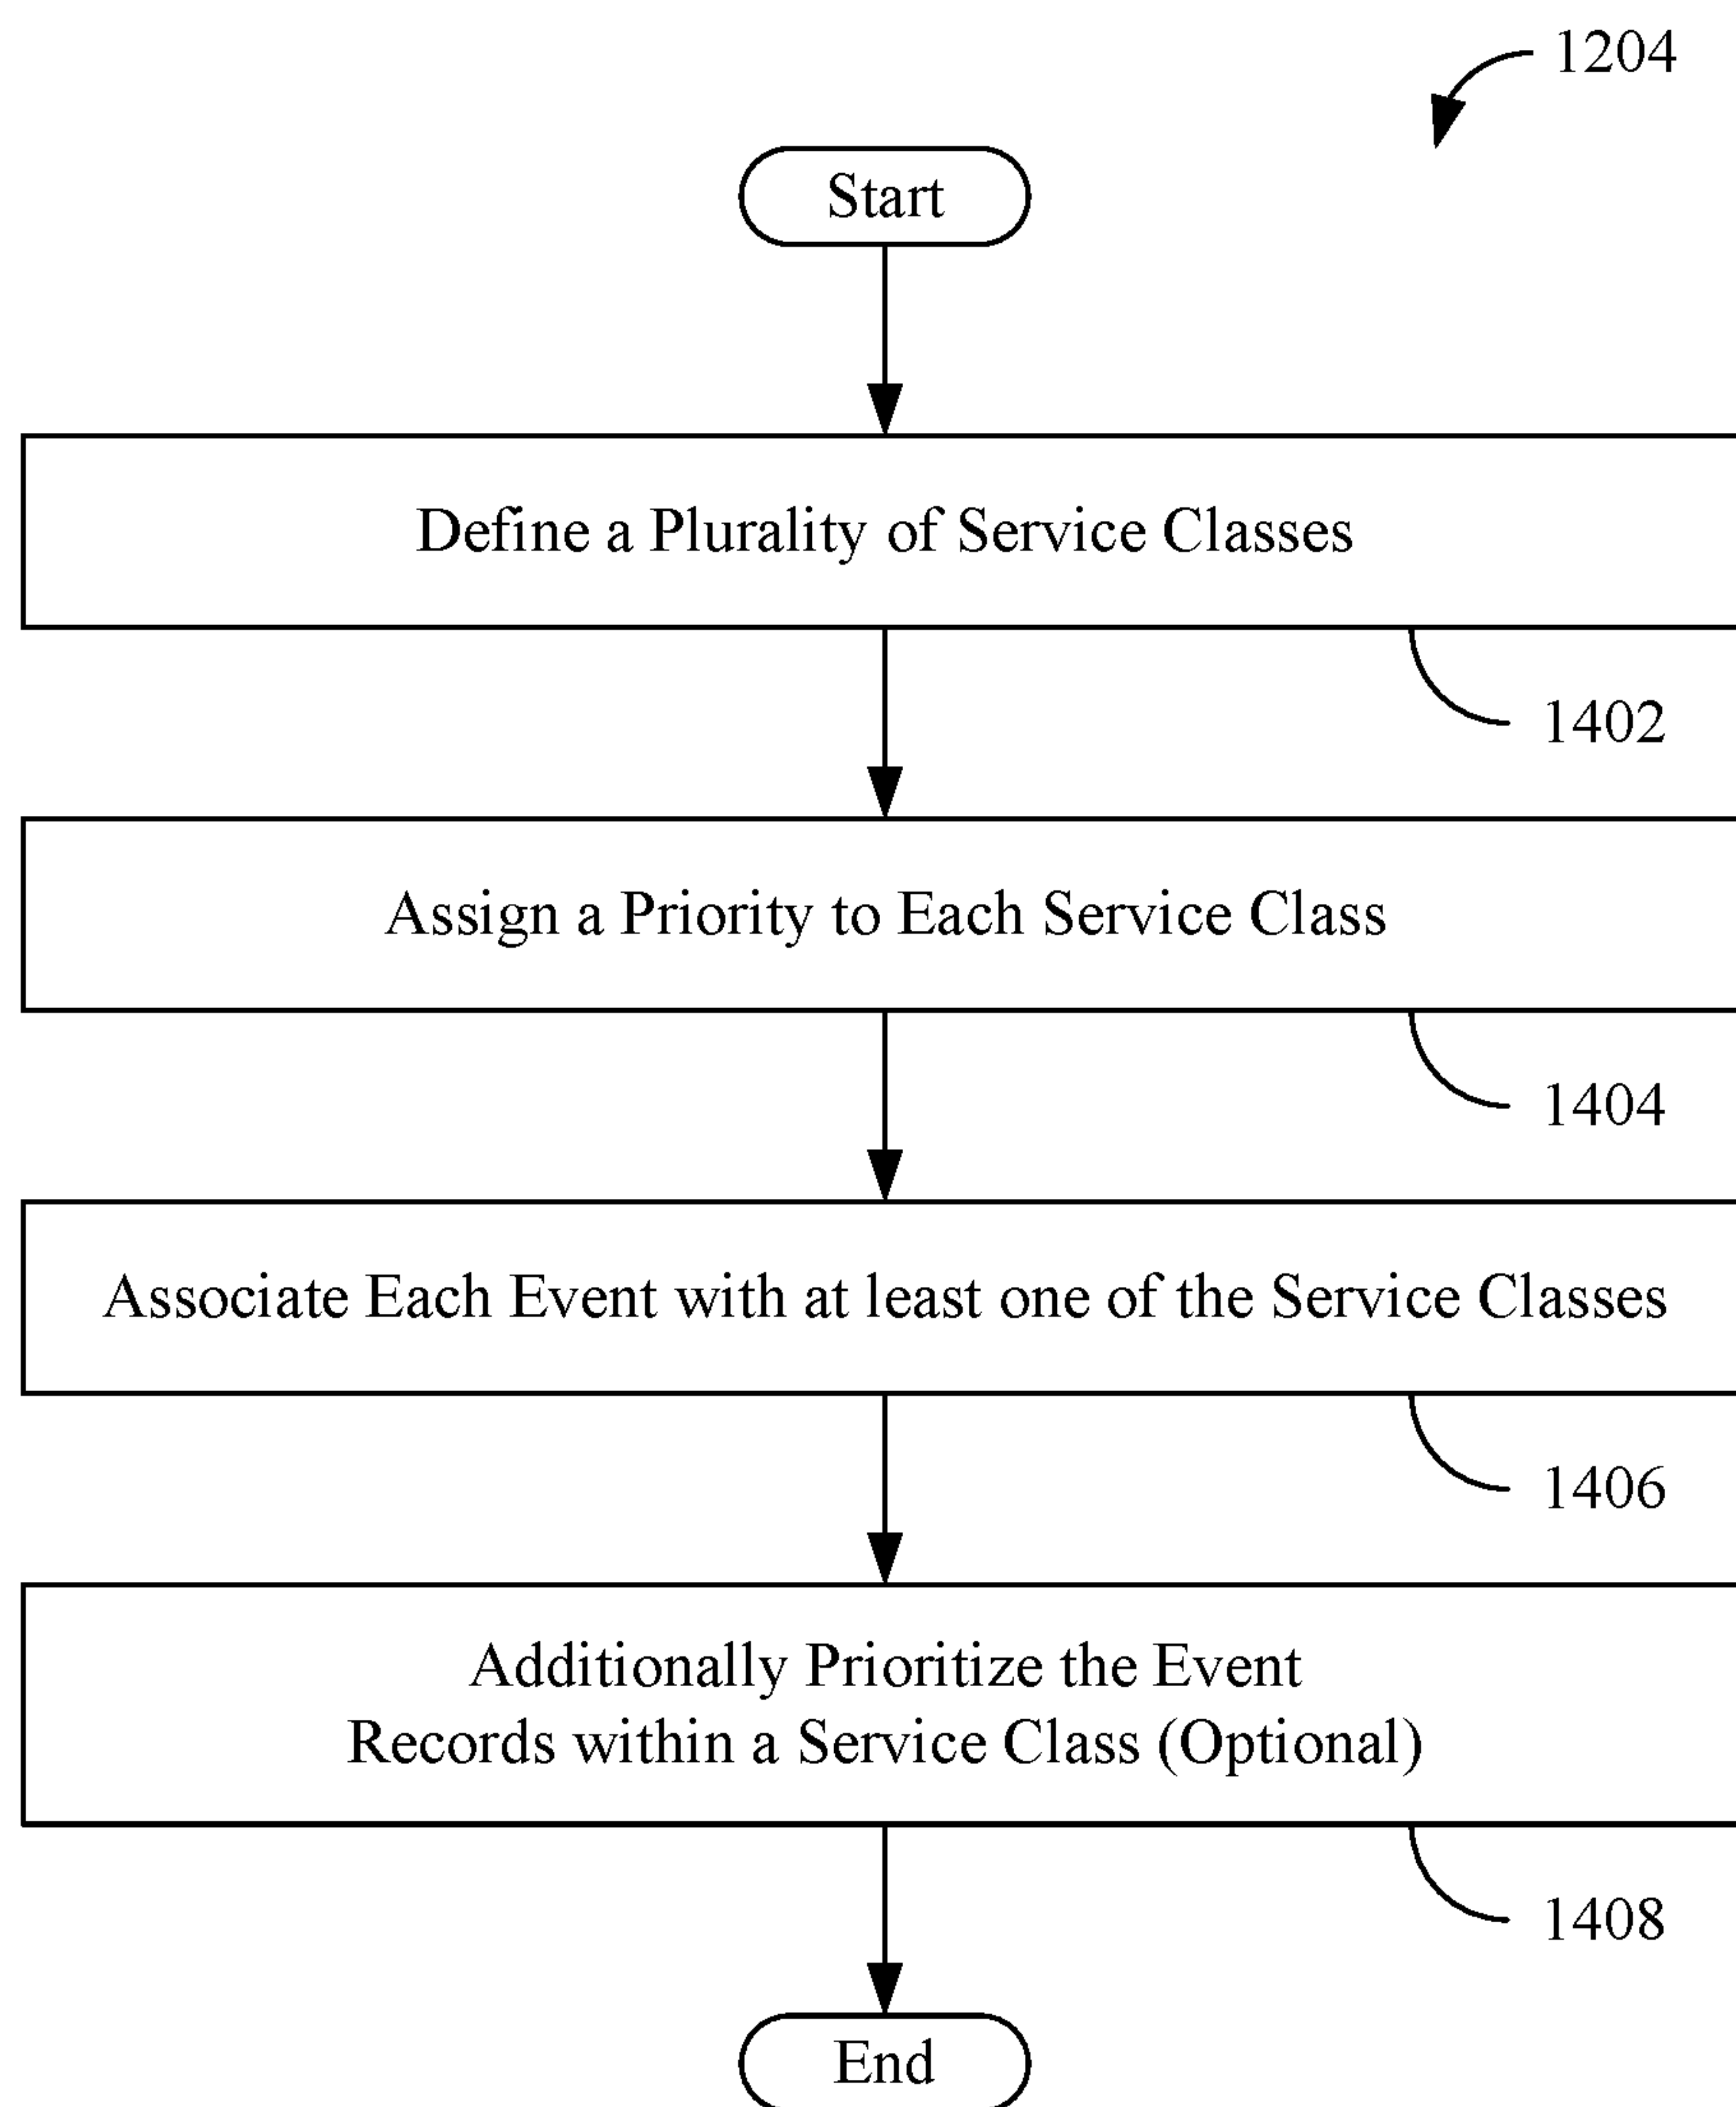 1204
Start
Define a Plurality of Service Classes
1402
Assign a Priority to Each Service Class
1404
Associate Each Event with at least one of the Service Classes
1406
Additionally Prioritize the Event
Records within a Service Class (Optional)
1408
End